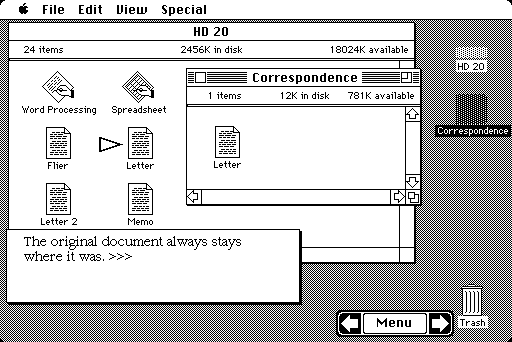 File Edit View Special
HD 20
24 items 2456K in disk 18024K available
Word Processing Spreadsheet
Flier Letter
Letter 2 Memo
Correspondence
1 items 12K in disk 781K available
Letter
HD 20
Correspondence
The original document always stays
where it was. >>>
Menu
Trash